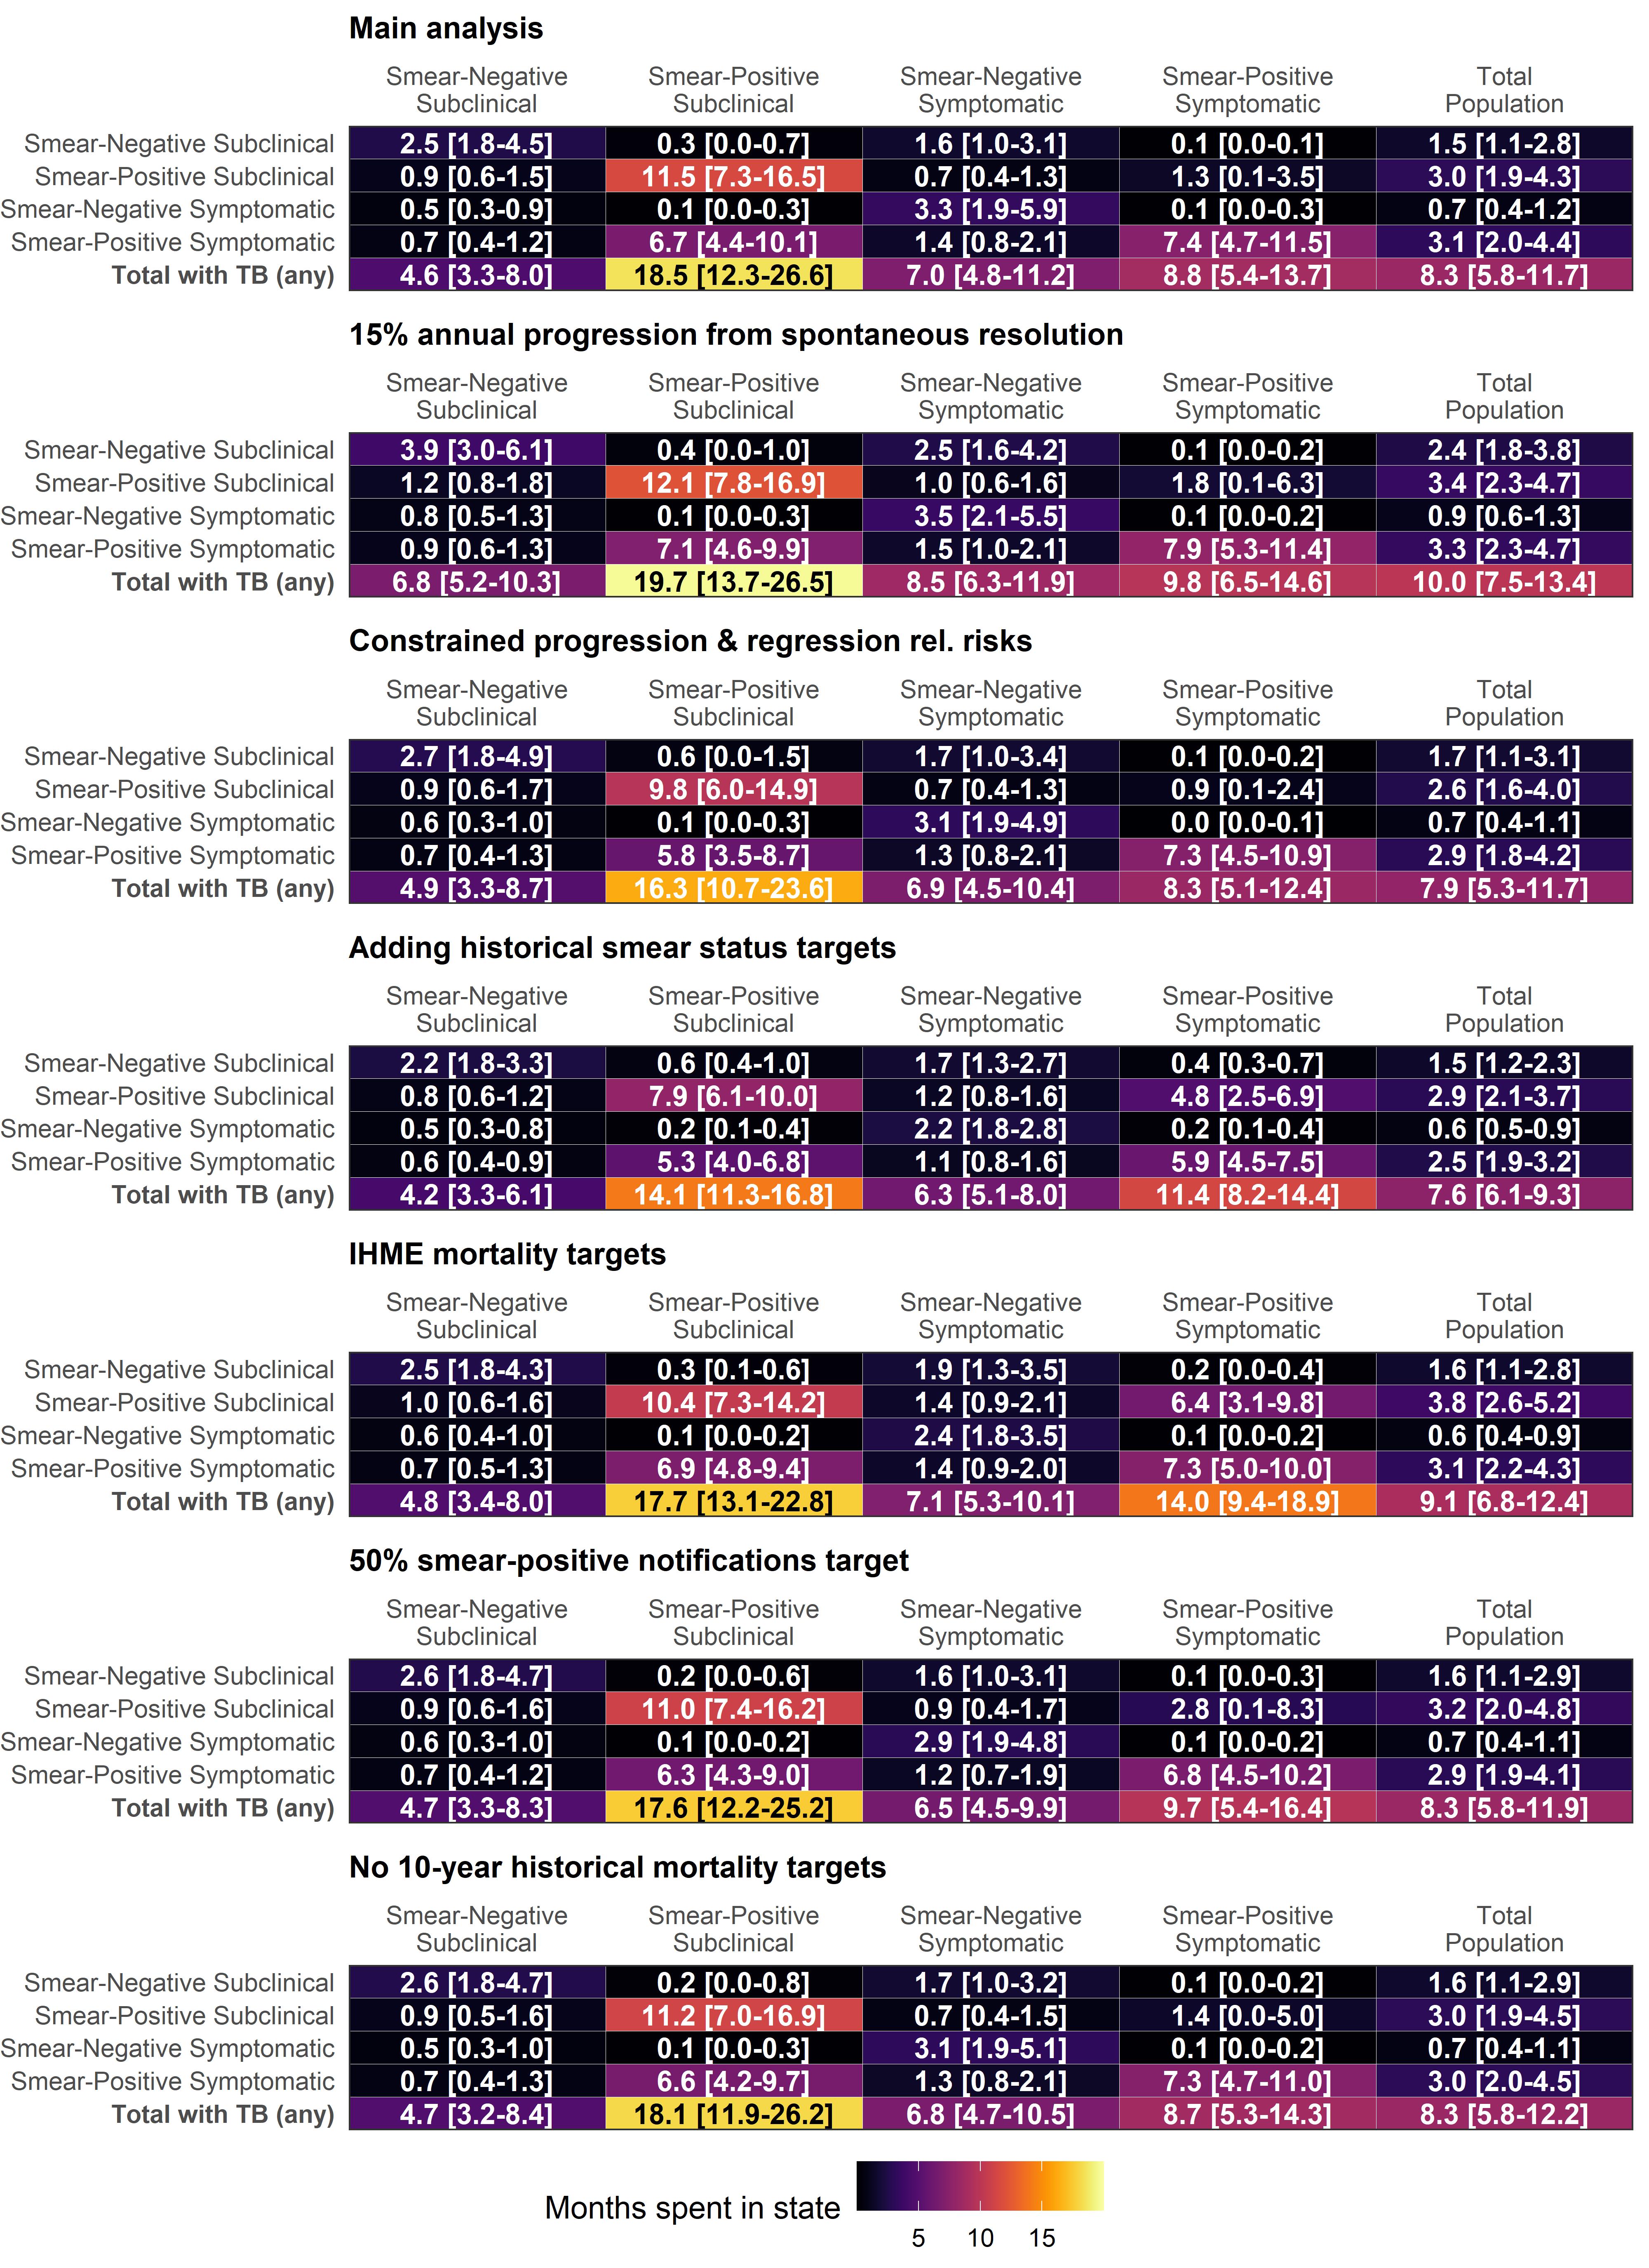 Main analysis
Smear-Negative Subclinical Smear-Positive Subclinical Smear-Negative Symptomatic Smear-Positive Symptomatic Total Population
Smear-Negative Subclinical 2.5 [1.8-4.5] 0.3 [0.0-0.7] 1.6 [1.0-3.1] 0.1 [0.0-0.1] 1.5 [1.1-2.8]
Smear-Positive Subclinical 0.9 [0.6-1.5] 11.5 [7.3-16.5] 0.7 [0.4-1.3] 1.3 [0.1-3.5] 3.0 [1.9-4.3]
Smear-Negative Symptomatic 0.5 [0.3-0.9] 0.1 [0.0-0.3] 3.3 [1.9-5.9] 0.1 [0.0-0.3] 0.7 [0.4-1.2]
Smear-Positive Symptomatic 0.7 [0.4-1.2] 6.7 [4.4-10.1] 1.4 [0.8-2.1] 7.4 [4.7-11.5] 3.1 [2.0-4.4]
Total with TB (any) 4.6 [3.3-8.0] 18.5 [12.3-26.6] 7.0 [4.8-11.2] 8.8 [5.4-13.7] 8.3 [5.8-11.7]
15% annual progression from spontaneous resolution
Smear-Negative Subclinical Smear-Positive Subclinical Smear-Negative Symptomatic Smear-Positive Symptomatic Total Population
Smear-Negative Subclinical 3.9 [3.0-6.1] 0.4 [0.0-1.0] 2.5 [1.6-4.2] 0.1 [0.0-0.2] 2.4 [1.8-3.8]
Smear-Positive Subclinical 1.2 [0.8-1.8] 12.1 [7.8-16.9] 1.0 [0.6-1.6] 1.8 [0.1-6.3] 3.4 [2.3-4.7]
Smear-Negative Symptomatic 0.8 [0.5-1.3] 0.1 [0.0-0.3] 3.5 [2.1-5.5] 0.1 [0.0-0.2] 0.9 [0.6-1.3]
Smear-Positive Symptomatic 0.9 [0.6-1.3] 7.1 [4.6-9.9] 1.5 [1.0-2.1] 7.9 [5.3-11.4] 3.3 [2.3-4.7]
Total with TB (any) 6.8 [5.2-10.3] 19.7 [13.7-26.5] 8.5 [6.3-11.9] 9.8 [6.5-14.6] 10.0 [7.5-13.4]
Constrained progression & regression rel. risks
Smear-Negative Subclinical Smear-Positive Subclinical Smear-Negative Symptomatic Smear-Positive Symptomatic Total Population
Smear-Negative Subclinical 2.7 [1.8-4.9] 0.6 [0.0-1.5] 1.7 [1.0-3.4] 0.1 [0.0-0.2] 1.7 [1.1-3.1]
Smear-Positive Subclinical 0.9 [0.6-1.7] 9.8 [6.0-14.9] 0.7 [0.4-1.3] 0.9 [0.1-2.4] 2.6 [1.6-4.0]
Smear-Negative Symptomatic 0.6 [0.3-1.0] 0.1 [0.0-0.3] 3.1 [1.9-4.9] 0.0 [0.0-0.1] 0.7 [0.4-1.1]
Smear-Positive Symptomatic 0.7 [0.4-1.3] 5.8 [3.5-8.7] 1.3 [0.8-2.1] 7.3 [4.5-10.9] 2.9 [1.8-4.2]
Total with TB (any) 4.9 [3.3-8.7] 16.3 [10.7-23.6] 6.9 [4.5-10.4] 8.3 [5.1-12.4] 7.9 [5.3-11.7]
Adding historical smear status targets
Smear-Negative Subclinical Smear-Positive Subclinical Smear-Negative Symptomatic Smear-Positive Symptomatic Total Population
Smear-Negative Subclinical 2.2 [1.8-3.3] 0.6 [0.4-1.0] 1.7 [1.3-2.7] 0.4 [0.3-0.7] 1.5 [1.2-2.3]
Smear-Positive Subclinical 0.8 [0.6-1.2] 7.9 [6.1-10.0] 1.2 [0.8-1.6] 4.8 [2.5-6.9] 2.9 [2.1-3.7]
Smear-Negative Symptomatic 0.5 [0.3-0.8] 0.2 [0.1-0.4] 2.2 [1.8-2.8] 0.2 [0.1-0.4] 0.6 [0.5-0.9]
Smear-Positive Symptomatic 0.6 [0.4-0.9] 5.3 [4.0-6.8] 1.1 [0.8-1.6] 5.9 [4.5-7.5] 2.5 [1.9-3.2]
Total with TB (any) 4.2 [3.3-6.1] 14.1 [11.3-16.8] 6.3 [5.1-8.0] 11.4 [8.2-14.4] 7.6 [6.1-9.3]
IHME mortality targets
Smear-Negative Subclinical Smear-Positive Subclinical Smear-Negative Symptomatic Smear-Positive Symptomatic Total Population
Smear-Negative Subclinical 2.5 [1.8-4.3] 0.3 [0.1-0.6] 1.9 [1.3-3.5] 0.2 [0.0-0.4] 1.6 [1.1-2.8]
Smear-Positive Subclinical 1.0 [0.6-1.6] 10.4 [7.3-14.2] 1.4 [0.9-2.1] 6.4 [3.1-9.8] 3.8 [2.6-5.2]
Smear-Negative Symptomatic 0.6 [0.4-1.0] 0.1 [0.0-0.2] 2.4 [1.8-3.5] 0.1 [0.0-0.2] 0.6 [0.4-0.9]
Smear-Positive Symptomatic 0.7 [0.5-1.3] 6.9 [4.8-9.4] 1.4 [0.9-2.0] 7.3 [5.0-10.0] 3.1 [2.2-4.3]
Total with TB (any) 4.8 [3.4-8.0] 17.7 [13.1-22.8] 7.1 [5.3-10.1] 14.0 [9.4-18.9] 9.1 [6.8-12.4]
50% smear-positive notifications target
Smear-Negative Subclinical Smear-Positive Subclinical Smear-Negative Symptomatic Smear-Positive Symptomatic Total Population
Smear-Negative Subclinical 2.6 [1.8-4.7] 0.2 [0.0-0.6] 1.6 [1.0-3.1] 0.1 [0.0-0.3] 1.6 [1.1-2.9]
Smear-Positive Subclinical 0.9 [0.6-1.6] 11.0 [7.4-16.2] 0.9 [0.4-1.7] 2.8 [0.1-8.3] 3.2 [2.0-4.8]
Smear-Negative Symptomatic 0.6 [0.3-1.0] 0.1 [0.0-0.2] 2.9 [1.9-4.8] 0.1 [0.0-0.2] 0.7 [0.4-1.1]
Smear-Positive Symptomatic 0.7 [0.4-1.2] 6.3 [4.3-9.0] 1.2 [0.7-1.9] 6.8 [4.5-10.2] 2.9 [1.9-4.1]
Total with TB (any) 4.7 [3.3-8.3] 17.6 [12.2-25.2] 6.5 [4.5-9.9] 9.7 [5.4-16.4] 8.3 [5.8-11.9]
No 10-year historical mortality targets
Smear-Negative Subclinical Smear-Positive Subclinical Smear-Negative Symptomatic Smear-Positive Symptomatic Total Population
Smear-Negative Subclinical 2.6 [1.8-4.7] 0.2 [0.0-0.8] 1.7 [1.0-3.2] 0.1 [0.0-0.2] 1.6 [1.1-2.9]
Smear-Positive Subclinical 0.9 [0.5-1.6] 11.2 [7.0-16.9] 0.7 [0.4-1.5] 1.4 [0.0-5.0] 3.0 [1.9-4.5]
Smear-Negative Symptomatic 0.5 [0.3-1.0] 0.1 [0.0-0.3] 3.1 [1.9-5.1] 0.1 [0.0-0.2] 0.7 [0.4-1.1]
Smear-Positive Symptomatic 0.7 [0.4-1.3] 6.6 [4.2-9.7] 1.3 [0.8-2.1] 7.3 [4.7-11.0] 3.0 [2.0-4.5]
Total with TB (any) 4.7 [3.2-8.4] 18.1 [11.9-26.2] 6.8 [4.7-10.5] 8.7 [5.3-14.3] 8.3 [5.8-12.2]
Months spent in state
5 10 15